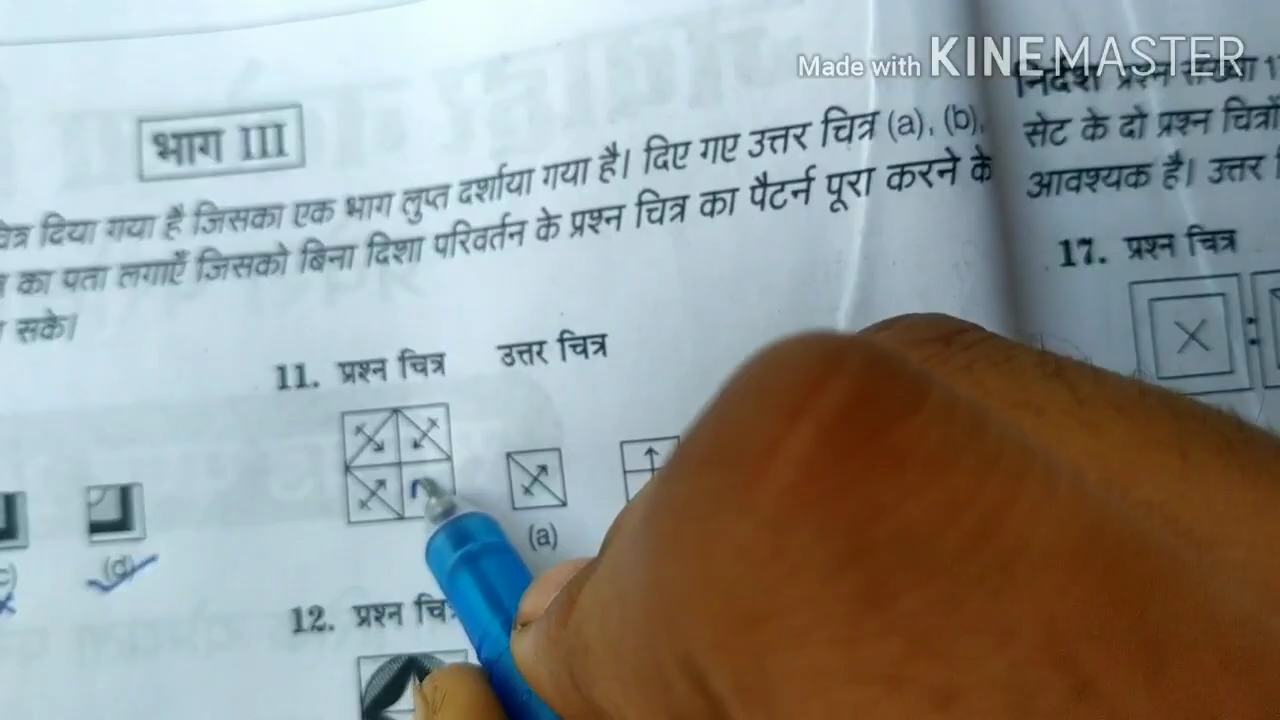 Made with KINEMASTER
भाग III
दिया गया है जिसका एक भाग लुप्त दर्शाया गया है। दिए गए उत्तर चित्र (a), (b),
का पता लगाएँ जिसको बिना दिशा परिवर्तन के प्रश्न चित्र का पैटर्न पूरा करने के
सके।
11. प्रश्न चित्र उत्तर चित्र
(a)
(d)
12. प्रश्न
निर्देश प्रश्न संख्या
सेट के दो प्रश्न चित्रों
आवश्यक है। उत्तर
17. प्रश्न चित्र